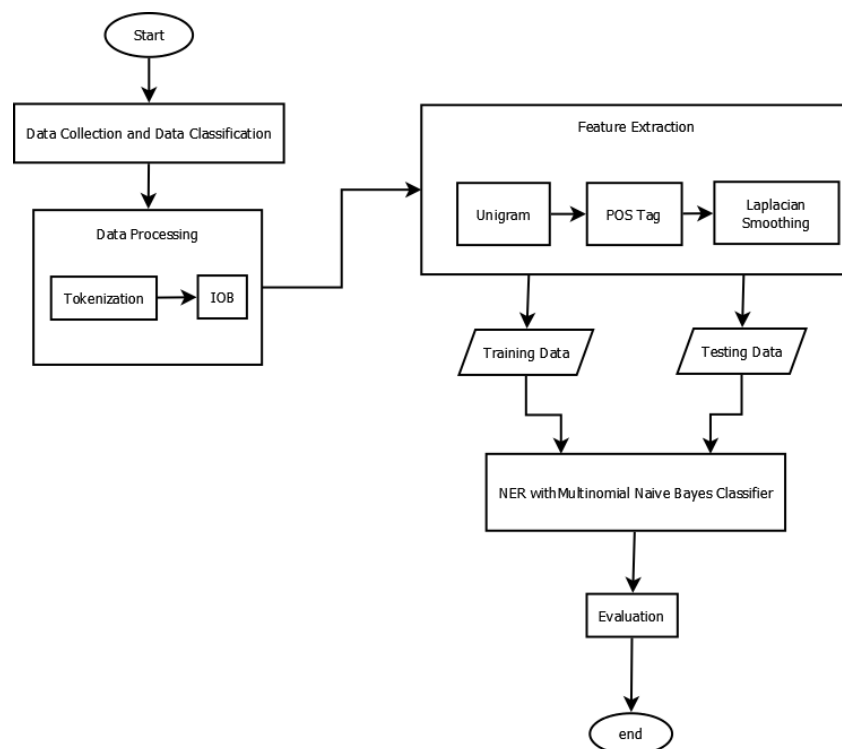 Start
Data Collection and Data Classification
Data Processing
Tokenization
IOB
Feature Extraction
Unigram
POS Tag
Laplacian
Smoothing
Training Data
Testing Data
NER withMultinomial Naive Bayes Classifier
Evaluation
end